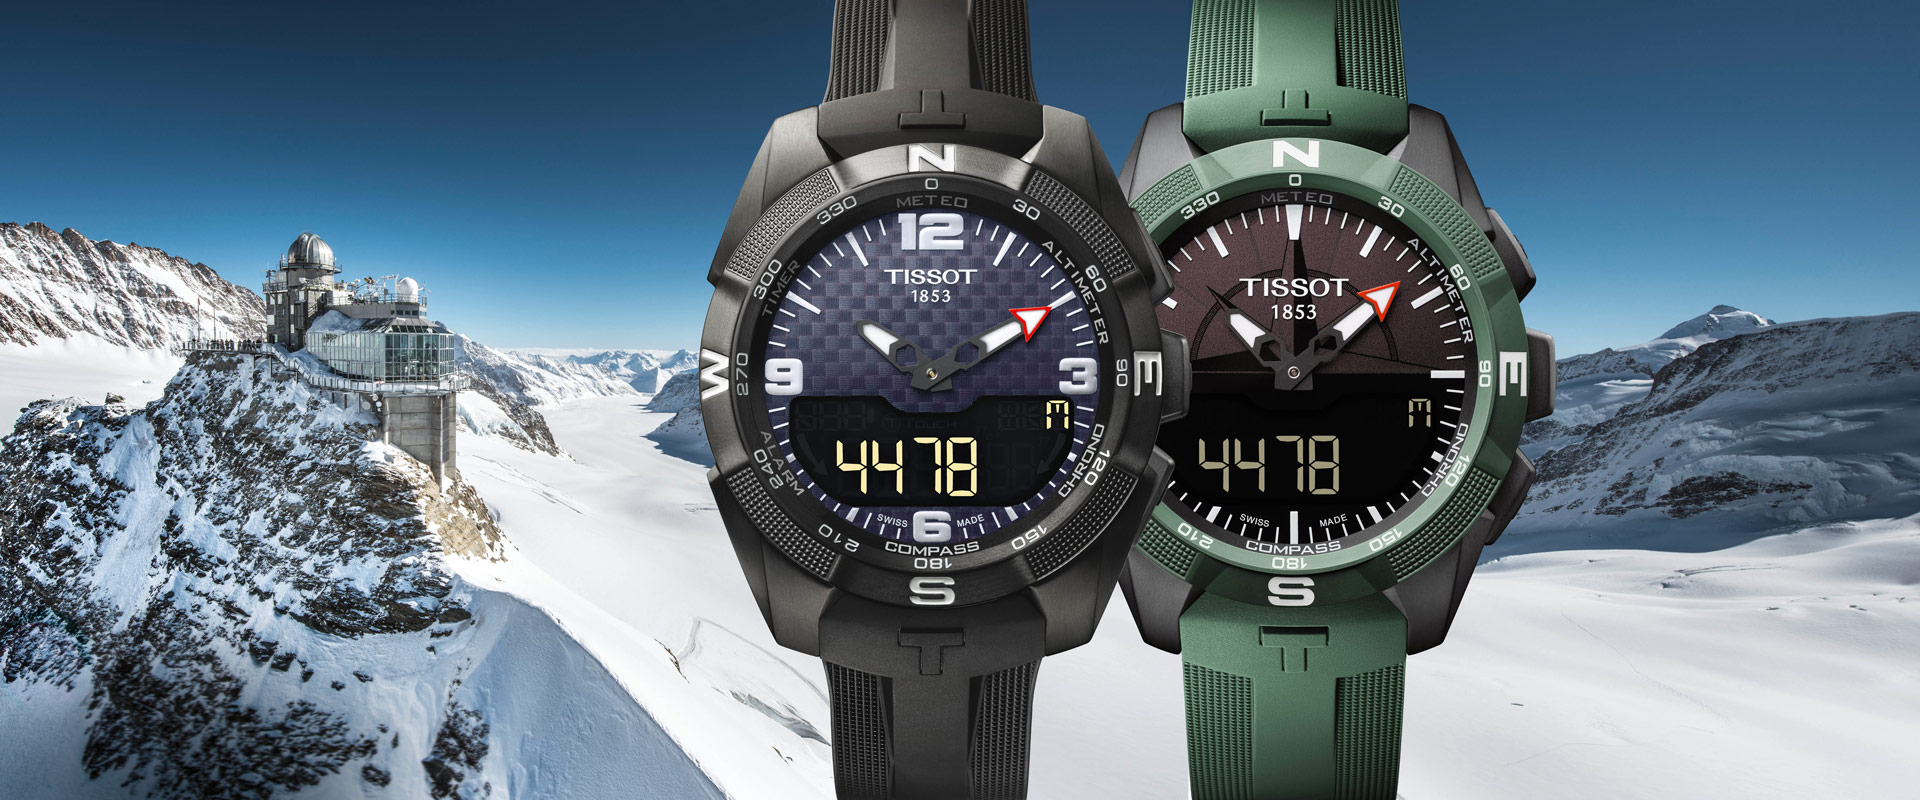 N
0
330
METEO
30
12
TISSOT
1853
300
TIMER
ALTIMETER
60
W
270
9
3
90
E
M
4478
240
ALARM
CHRONO
120
SWISS
6
MADE
210
COMPASS
150
180
S
N
0
330
METEO
30
TISSOT
1853
ALTIMETER
60
90
E
M
4478
CHRONO
120
SWISS
MADE
210
COMPASS
150
180
S